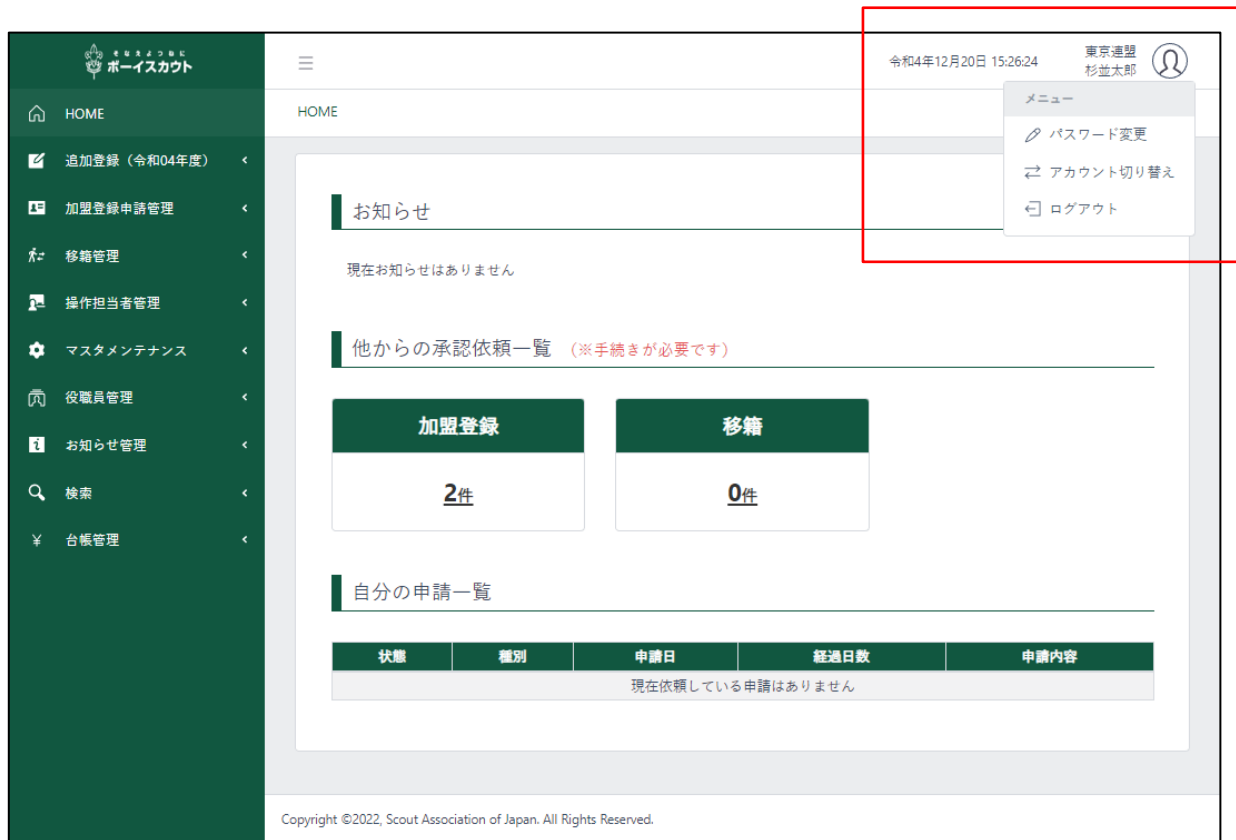 そなえよつねに
ボーイスカウト
令和4年12月20日 15:26:24
東京連盟
杉並太郎
メニュー
パスワード変更
アカウント切り替え
ログアウト
HOME
追加登録（令和04年度）
加盟登録申請管理
移籍管理
操作担当者管理
マスタメンテナンス
役職員管理
お知らせ管理
検索
¥ 台帳管理
HOME
お知らせ
現在お知らせはありません
他からの承認依頼一覧 （※手続きが必要です）
加盟登録 移籍
2件 0件
自分の申請一覧
状態 種別 申請日 経過日数 申請内容
現在依頼している申請はありません
Copyright ©2022, Scout Association of Japan. All Rights Reserved.